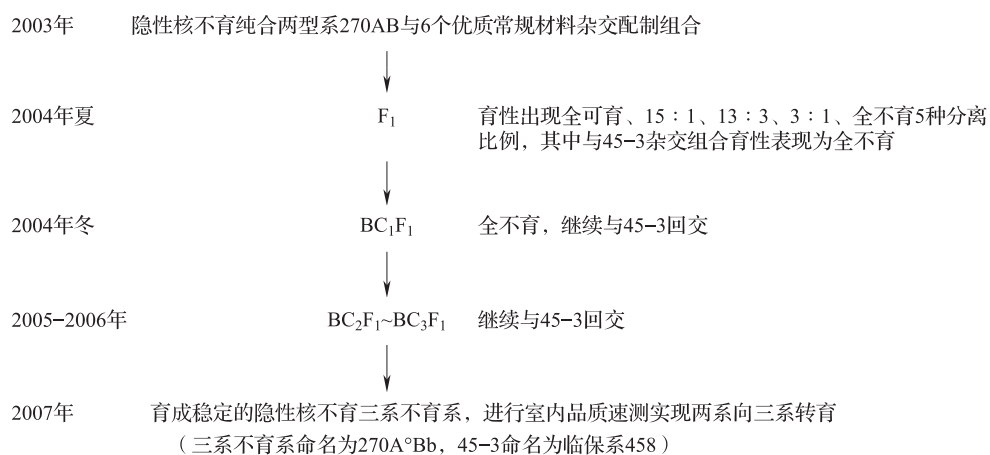 2003年 隐性核不育纯合两型系270AB与6个优质常规材料杂交配制组合
2004年夏 F₁ 育性出现全可育、15∶1、13∶3、3∶1、全不育5种分离
比例，其中与45-3杂交组合育性表现为全不育
2004年冬 BC₁F₁ 全不育，继续与45-3回交
2005-2006年 BC₂F₁~BC₃F₁ 继续与45-3回交
2007年 育成稳定的隐性核不育三系不育系，进行室内品质速测实现两系向三系转育
（三系不育系命名为270A°Bb，45-3命名为临保系458）